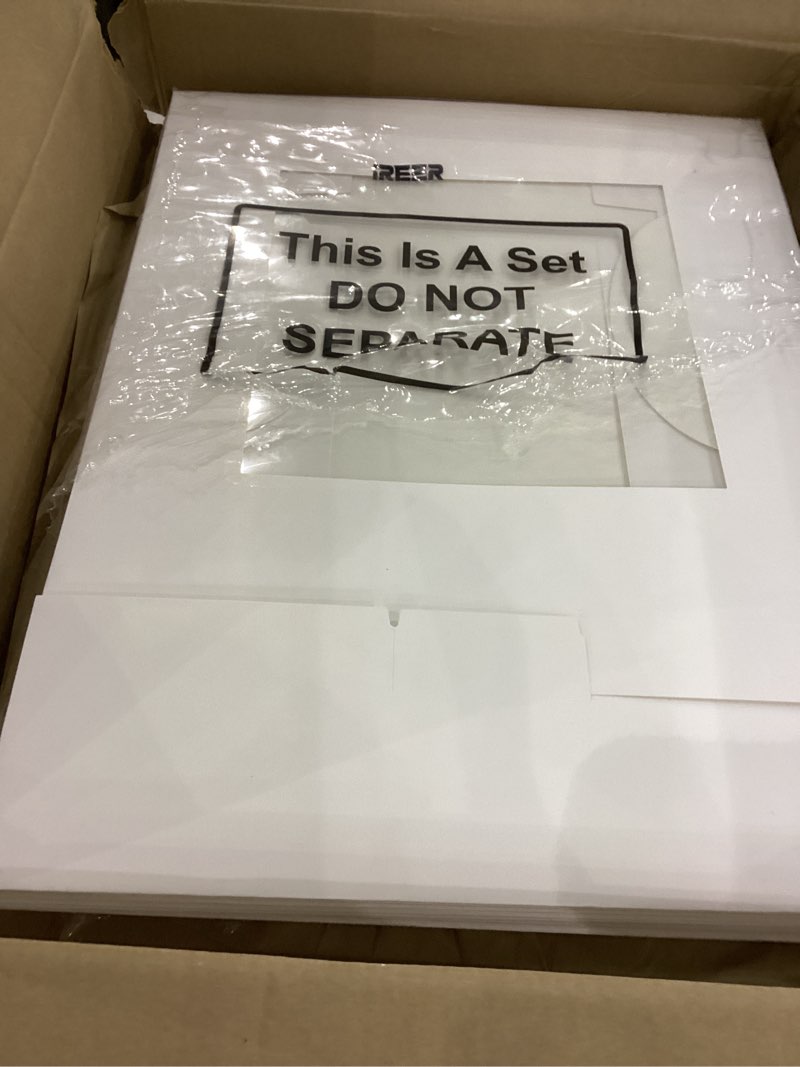 IREER
This Is A Set
DO NOT
SEPARATE